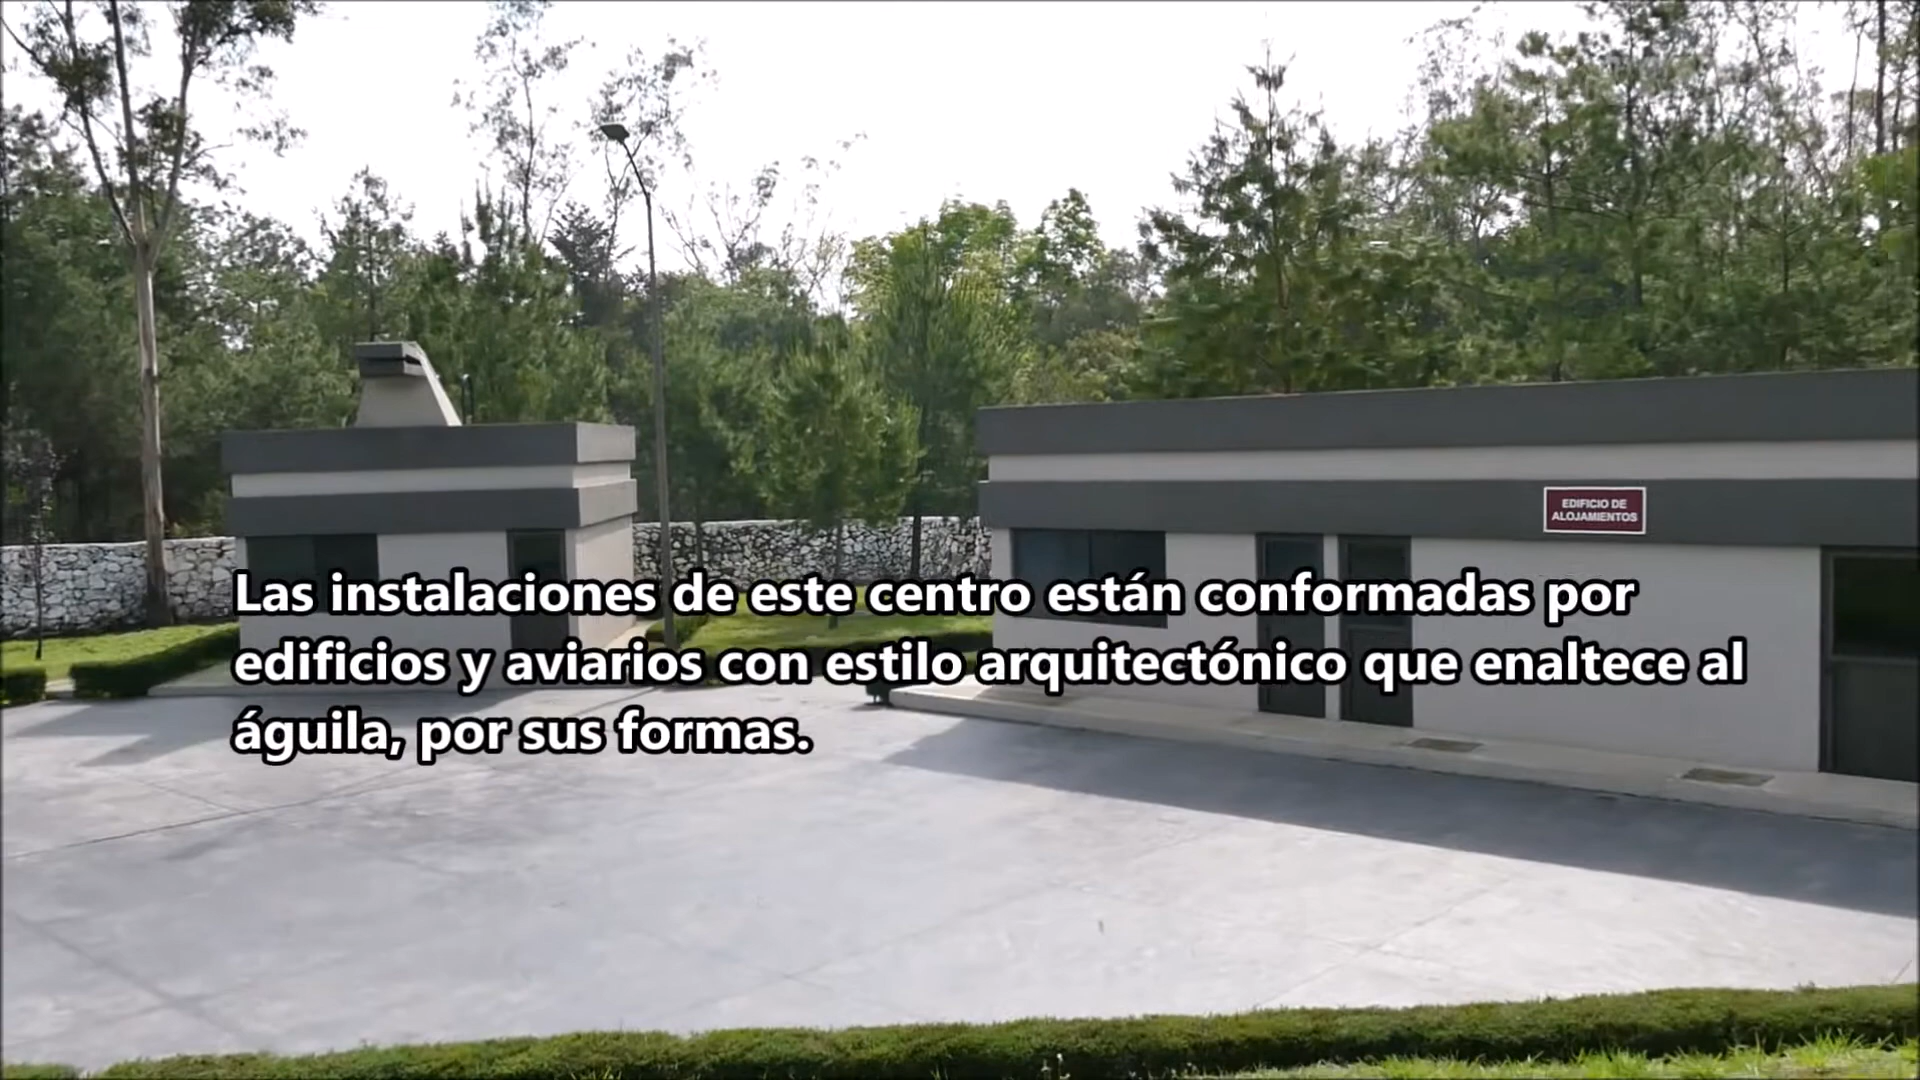 EDIFICIO DE
ALOJAMIENTOS
Las instalaciones de este centro están conformadas por
edificios y aviarios con estilo arquitectónico que enaltece al
águila, por sus formas.